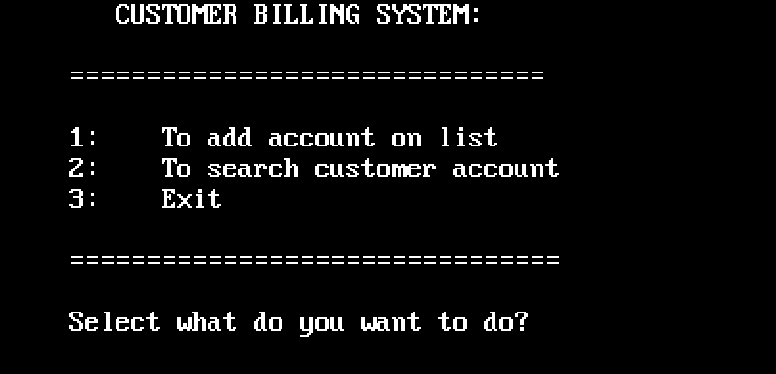 CUSTOMER BILLING SYSTEM:
===============================
1:    To add account on list
2:    To search customer account
3:    Exit
================================
Select what do you want to do?